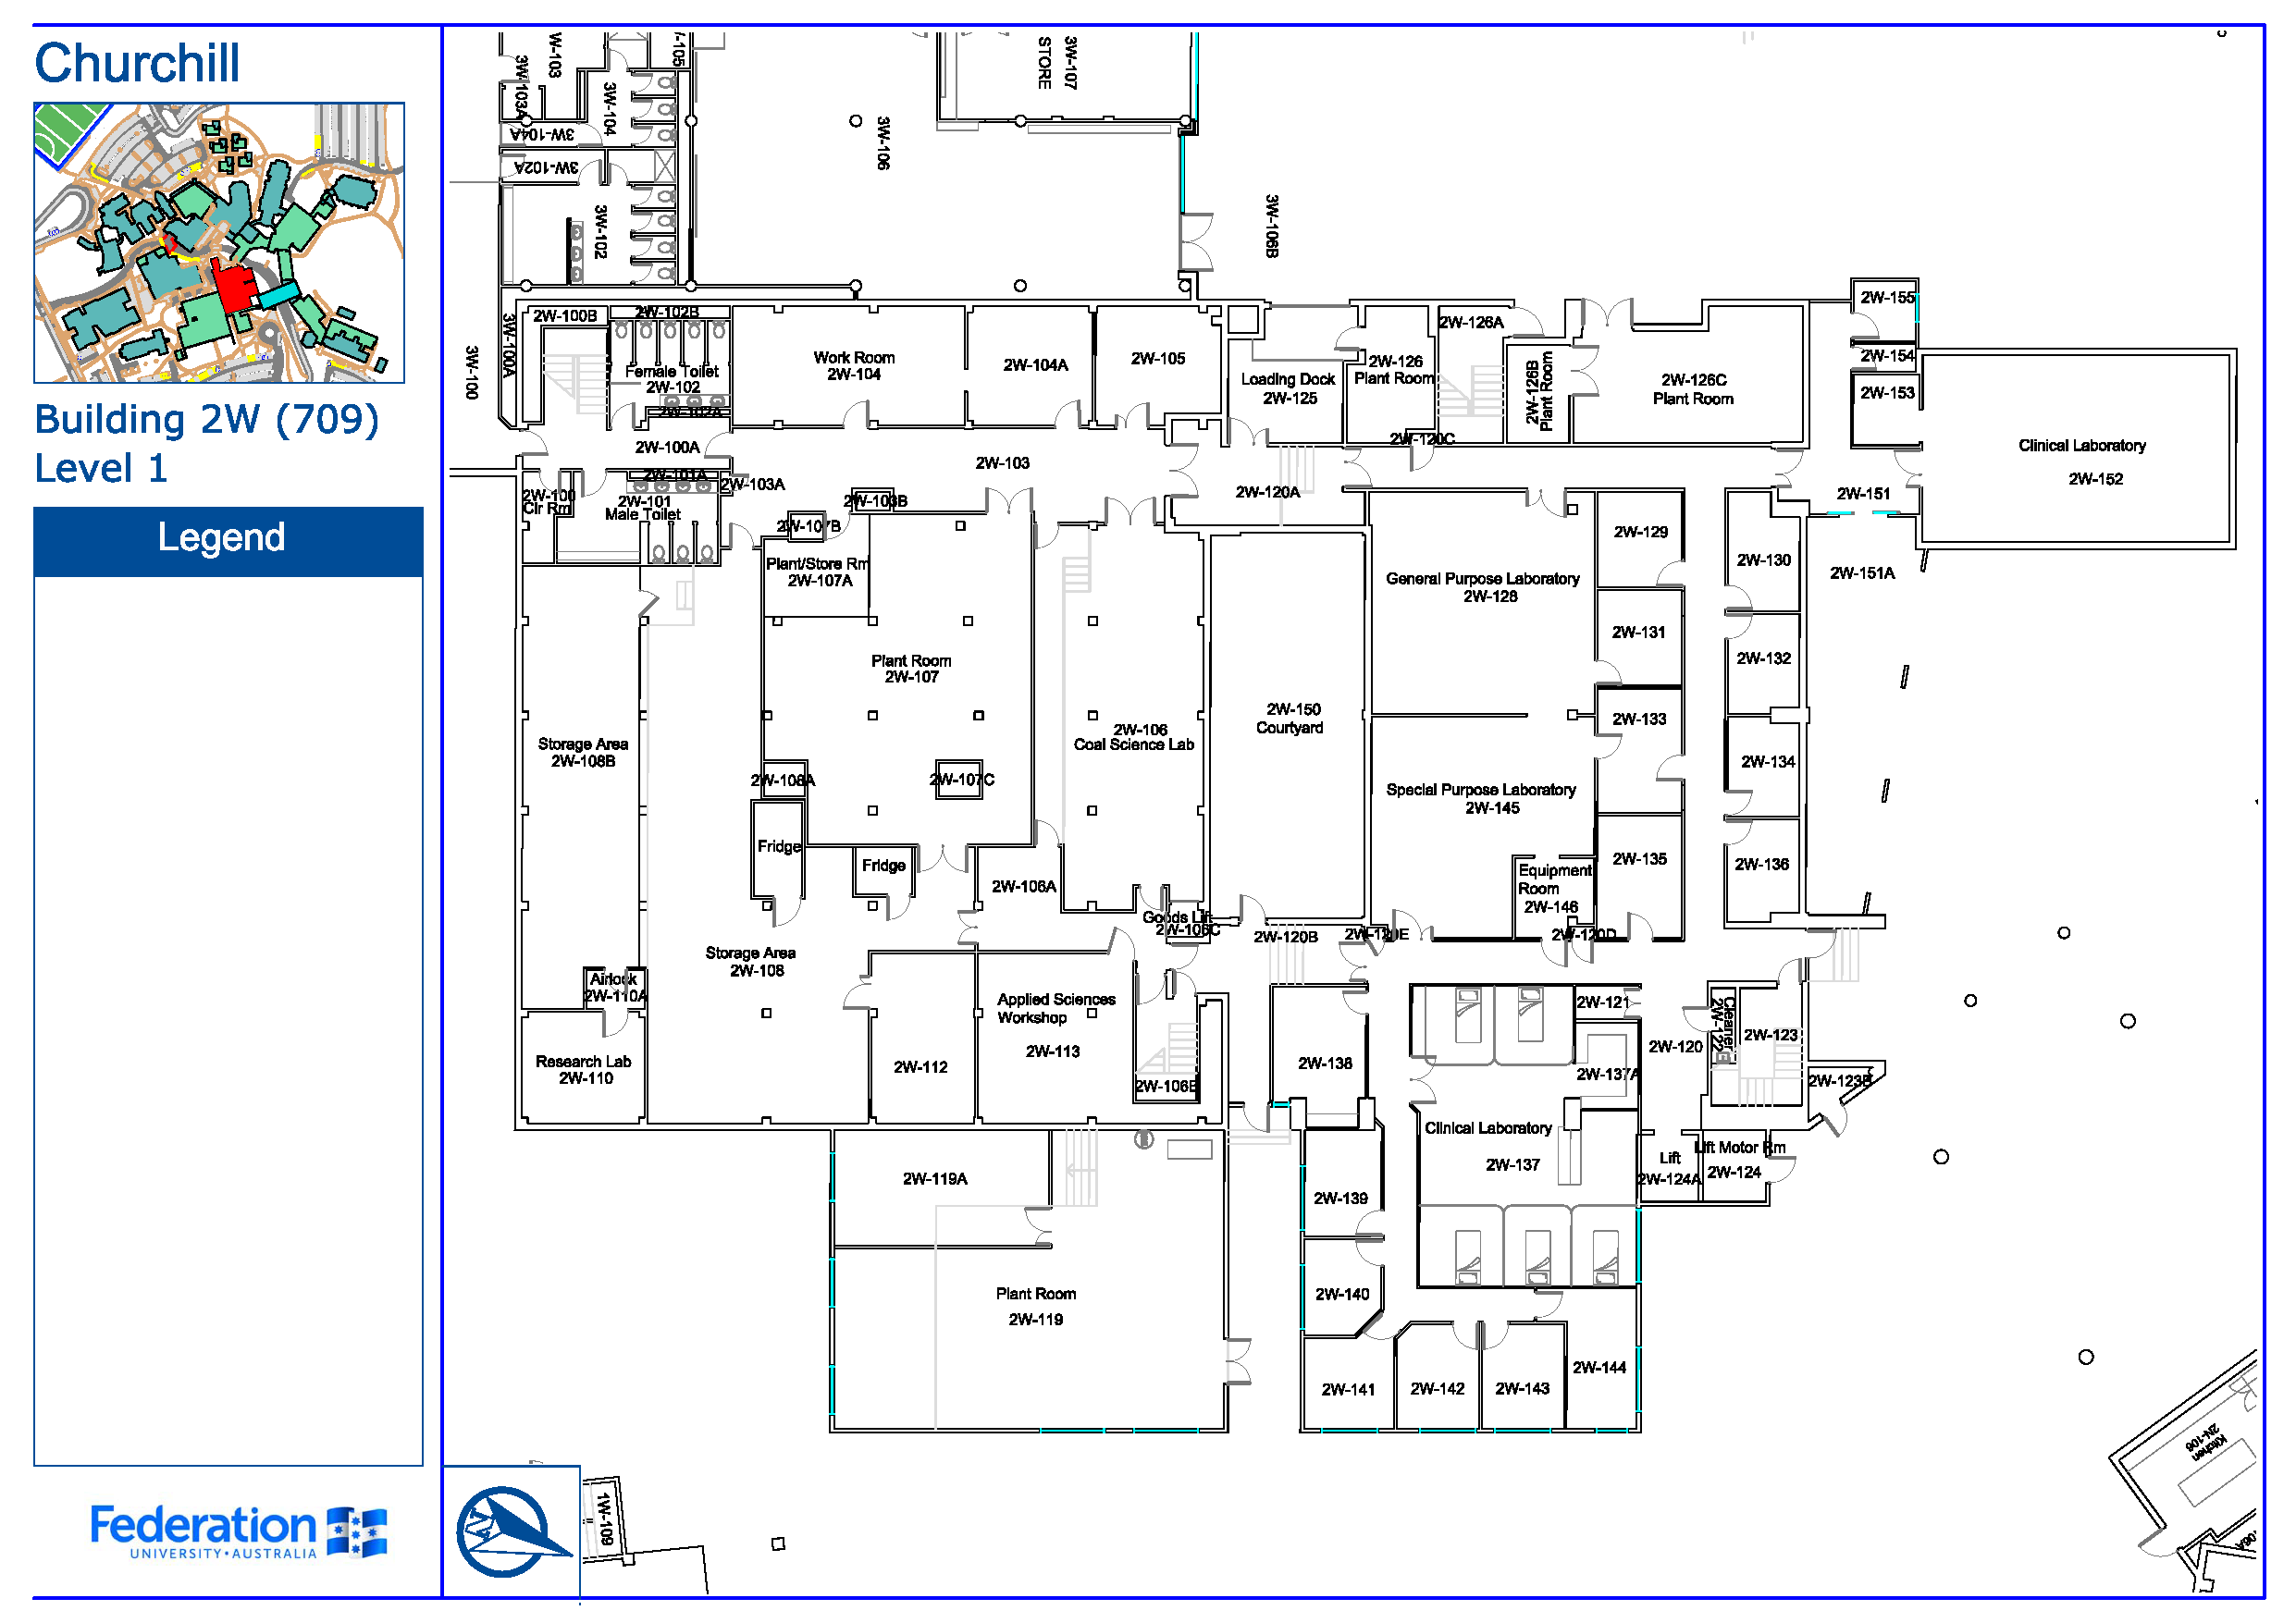 Churchill
Building 2W (709)
Level 1
Legend
Federation
UNIVERSITY • AUSTRALIA
3W-103A
W-103
3W-104
3W-104A
3W-102A
3W-102
3W-106
STORE
3W-107
3W-106B
3W-100
3W-100A
2W-100B
2W-102B
Female Toilet
2W-102
2W-102A
2W-100A
2W-101A
2W-100
Clr Rm
2W-101
Male Toilet
Work Room
2W-104
2W-104A
2W-105
2W-103
2W-103A
2W-103B
2W-107B
Plant/Store Rm
2W-107A
Plant Room
2W-107
2W-107C
2W-108A
Fridge
Fridge
Storage Area
2W-108B
Storage Area
2W-108
Airlock
2W-110A
Research Lab
2W-110
2W-112
Applied Sciences
Workshop
2W-113
2W-106
Coal Science Lab
2W-106A
Goods Lift
2W-106C
2W-106B
Loading Dock
2W-125
2W-126
Plant Room
2W-126A
2W-126B
Plant Room
2W-126C
Plant Room
2W-120C
2W-120A
2W-150
Courtyard
General Purpose Laboratory
2W-128
2W-129
2W-131
2W-133
2W-135
2W-130
2W-132
2W-134
2W-136
Special Purpose Laboratory
2W-145
Equipment
Room
2W-146
2W-120B
2W-120E
2W-120D
2W-155
2W-154
2W-153
Clinical Laboratory
2W-152
2W-151
2W-151A
2W-138
2W-121
2W-137A
2W-120
Cleaner
2W-122
2W-123
2W-123B
Clinical Laboratory
2W-137
Lift
2W-124A
Lift Motor Rm
2W-124
2W-139
2W-140
2W-141
2W-142
2W-143
2W-144
2W-119A
Plant Room
2W-119
1W-109
N
Kitchen
2N-106